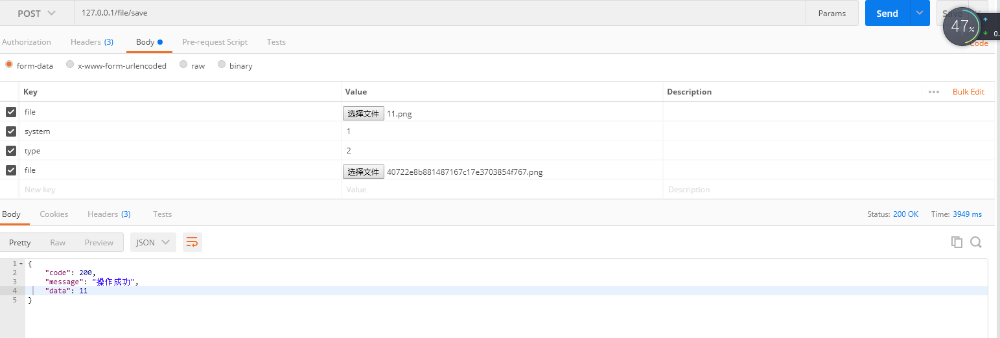 POST 127.0.0.1/file/save Params Send Save
47%
0.
Authorization Headers (3) Body Pre-request Script Tests Code
form-data x-www-form-urlencoded raw binary
Key Value Description Bulk Edit
file 选择文件 11.png
system 1
type 2
file 选择文件 40722e8b881487167c17e3703854f767.png
New key Value Description
Body Cookies Headers (3) Tests Status: 200 OK Time: 3949 ms
Pretty Raw Preview JSON
1 {
2 "code": 200,
3 "message": "操作成功",
4 "data": 11
5 }